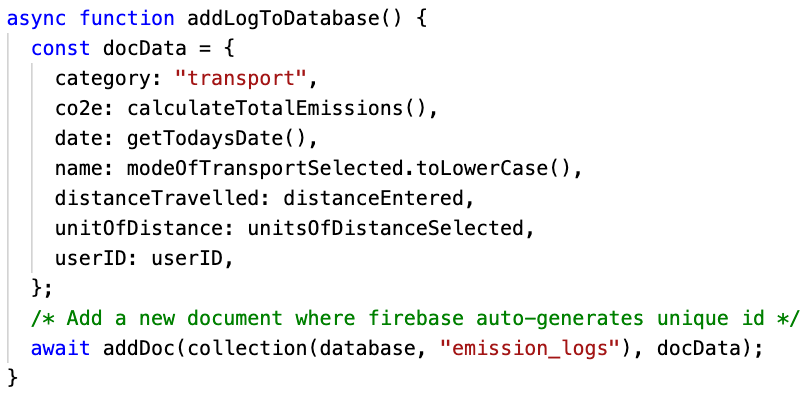 async function addLogToDatabase() {
  const docData = {
    category: "transport",
    co2e: calculateTotalEmissions(),
    date: getTodaysDate(),
    name: modeOfTransportSelected.toLowerCase(),
    distanceTravelled: distanceEntered,
    unitOfDistance: unitsOfDistanceSelected,
    userID: userID,
  };
  /* Add a new document where firebase auto-generates unique id */
  await addDoc(collection(database, "emission_logs"), docData);
}